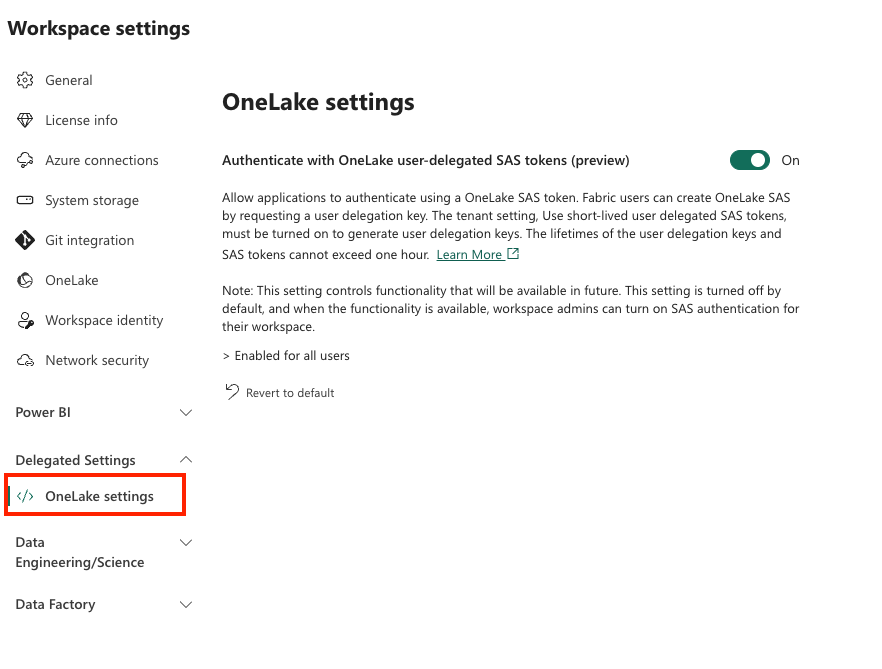 Workspace settings
General
License info
Azure connections
System storage
Git integration
OneLake
Workspace identity
Network security
Power BI
Delegated Settings
OneLake settings
Data
Engineering/Science
Data Factory
OneLake settings
Authenticate with OneLake user-delegated SAS tokens (preview)
On
Allow applications to authenticate using a OneLake SAS token. Fabric users can create OneLake SAS
by requesting a user delegation key. The tenant setting, Use short-lived user delegated SAS tokens,
must be turned on to generate user delegation keys. The lifetimes of the user delegation keys and
SAS tokens cannot exceed one hour. Learn More
Note: This setting controls functionality that will be available in future. This setting is turned off by
default, and when the functionality is available, workspace admins can turn on SAS authentication for
their workspace.
> Enabled for all users
Revert to default